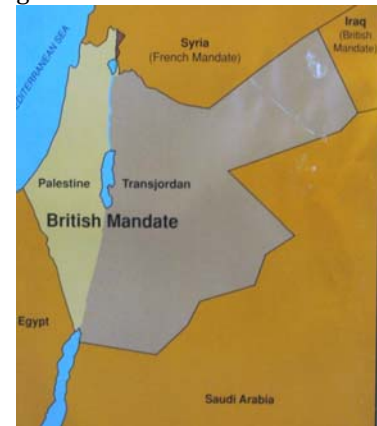 MEDITERRANEAN SEA
Syria
(French Mandate)
Iraq
(British
Mandate)
Palestine
Transjordan
British Mandate
Egypt
Saudi Arabia